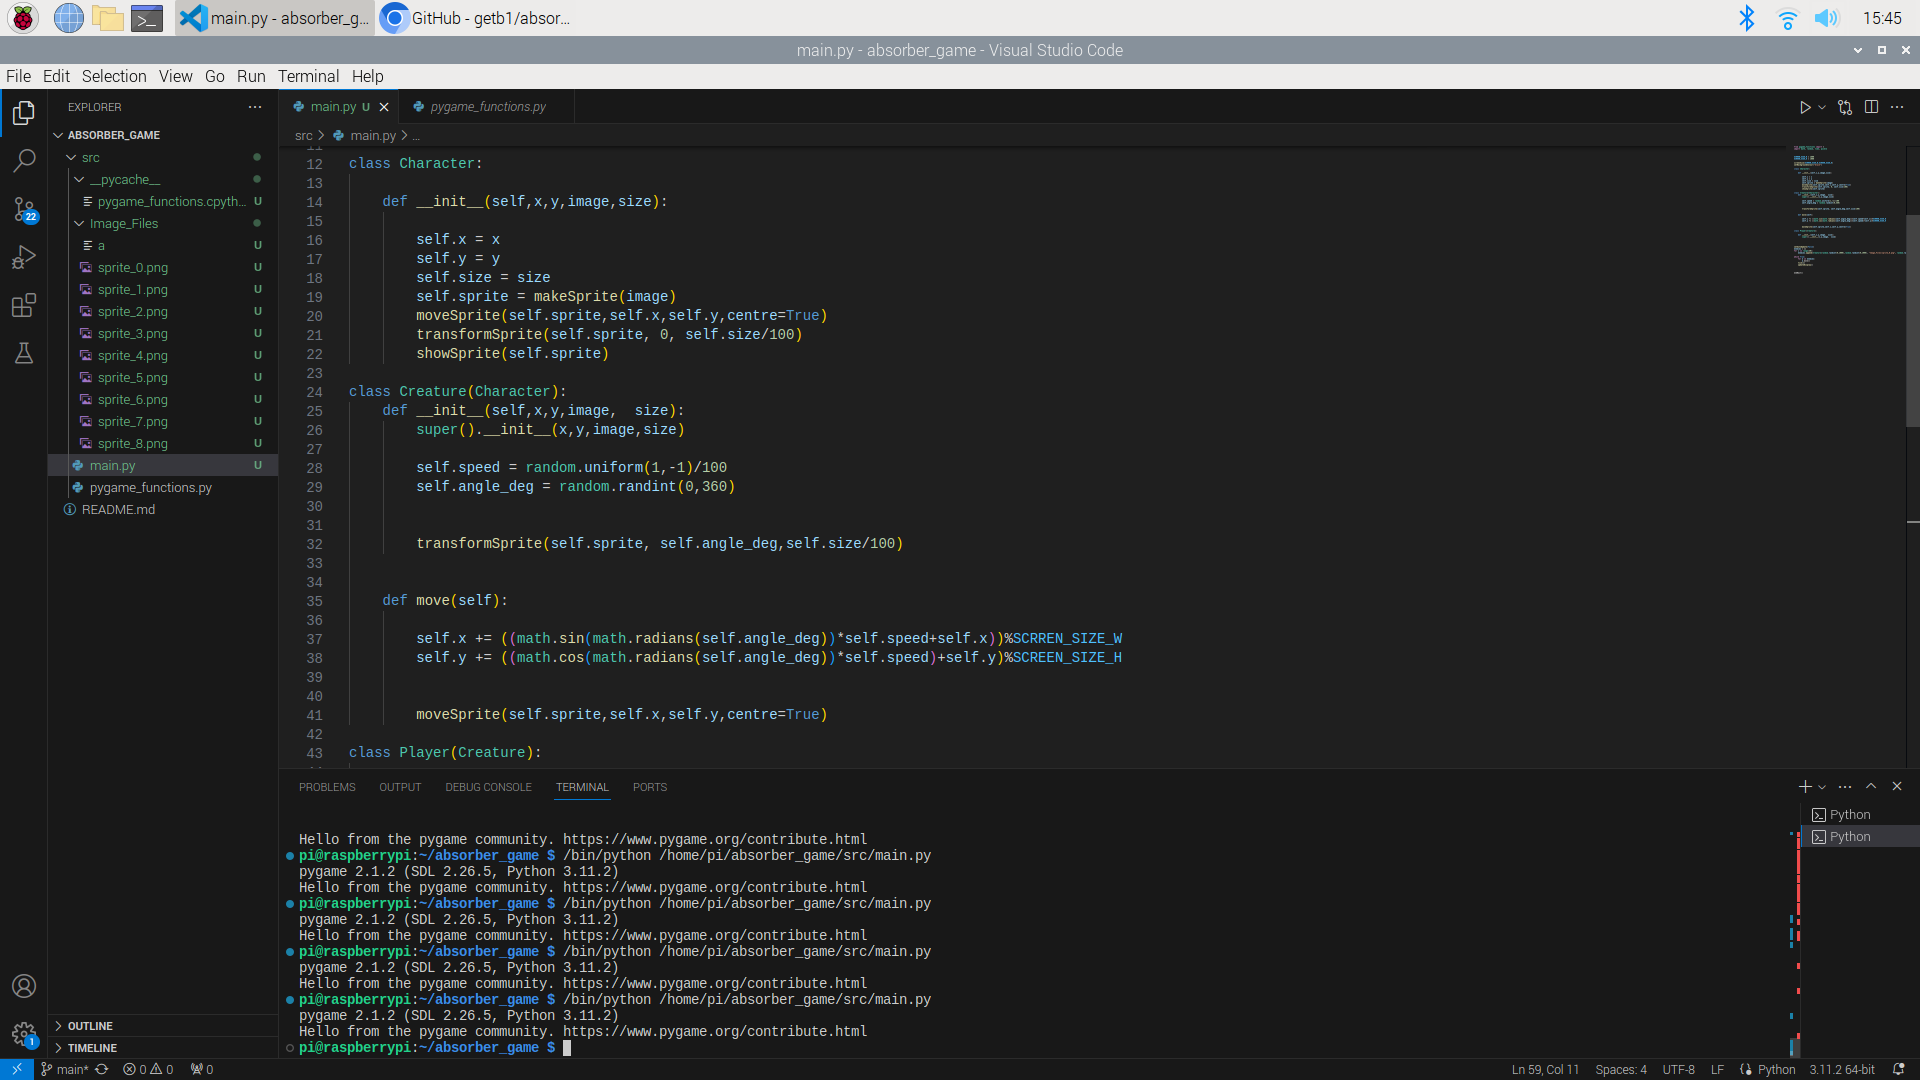 main.py - absorber_g...
GitHub - getb1/absor...
15:45
main.py - absorber_game - Visual Studio Code
File Edit Selection View Go Run Terminal Help
EXPLORER
ABSORBER_GAME
src
__pycache__
pygame_functions.cpyth... U
Image_Files
a U
sprite_0.png U
sprite_1.png U
sprite_2.png U
sprite_3.png U
sprite_4.png U
sprite_5.png U
sprite_6.png U
sprite_7.png U
sprite_8.png U
main.py U
pygame_functions.py
README.md
OUTLINE
TIMELINE
22
1
main.py U
pygame_functions.py
src > main.py > ...
11
12 class Character:
13
14 def __init__(self,x,y,image,size):
15
16 self.x = x
17 self.y = y
18 self.size = size
19 self.sprite = makeSprite(image)
20 moveSprite(self.sprite,self.x,self.y,centre=True)
21 transformSprite(self.sprite, 0, self.size/100)
22 showSprite(self.sprite)
23
24 class Creature(Character):
25 def __init__(self,x,y,image,  size):
26 super().__init__(x,y,image,size)
27
28 self.speed = random.uniform(1,-1)/100
29 self.angle_deg = random.randint(0,360)
30
31
32 transformSprite(self.sprite, self.angle_deg,self.size/100)
33
34
35 def move(self):
36
37 self.x += ((math.sin(math.radians(self.angle_deg))*self.speed+self.x))%SCRREN_SIZE_W
38 self.y += ((math.cos(math.radians(self.angle_deg))*self.speed)+self.y)%SCREEN_SIZE_H
39
40
41 moveSprite(self.sprite,self.x,self.y,centre=True)
42
43 class Player(Creature):
PROBLEMS OUTPUT DEBUG CONSOLE TERMINAL PORTS
Python
Python
Hello from the pygame community. https://www.pygame.org/contribute.html
pi@raspberrypi:~/absorber_game $ /bin/python /home/pi/absorber_game/src/main.py
pygame 2.1.2 (SDL 2.26.5, Python 3.11.2)
Hello from the pygame community. https://www.pygame.org/contribute.html
pi@raspberrypi:~/absorber_game $ /bin/python /home/pi/absorber_game/src/main.py
pygame 2.1.2 (SDL 2.26.5, Python 3.11.2)
Hello from the pygame community. https://www.pygame.org/contribute.html
pi@raspberrypi:~/absorber_game $ /bin/python /home/pi/absorber_game/src/main.py
pygame 2.1.2 (SDL 2.26.5, Python 3.11.2)
Hello from the pygame community. https://www.pygame.org/contribute.html
pi@raspberrypi:~/absorber_game $ /bin/python /home/pi/absorber_game/src/main.py
pygame 2.1.2 (SDL 2.26.5, Python 3.11.2)
Hello from the pygame community. https://www.pygame.org/contribute.html
pi@raspberrypi:~/absorber_game $
main* 0 0 0 Ln 59, Col 11 Spaces: 4 UTF-8 LF Python 3.11.2 64-bit